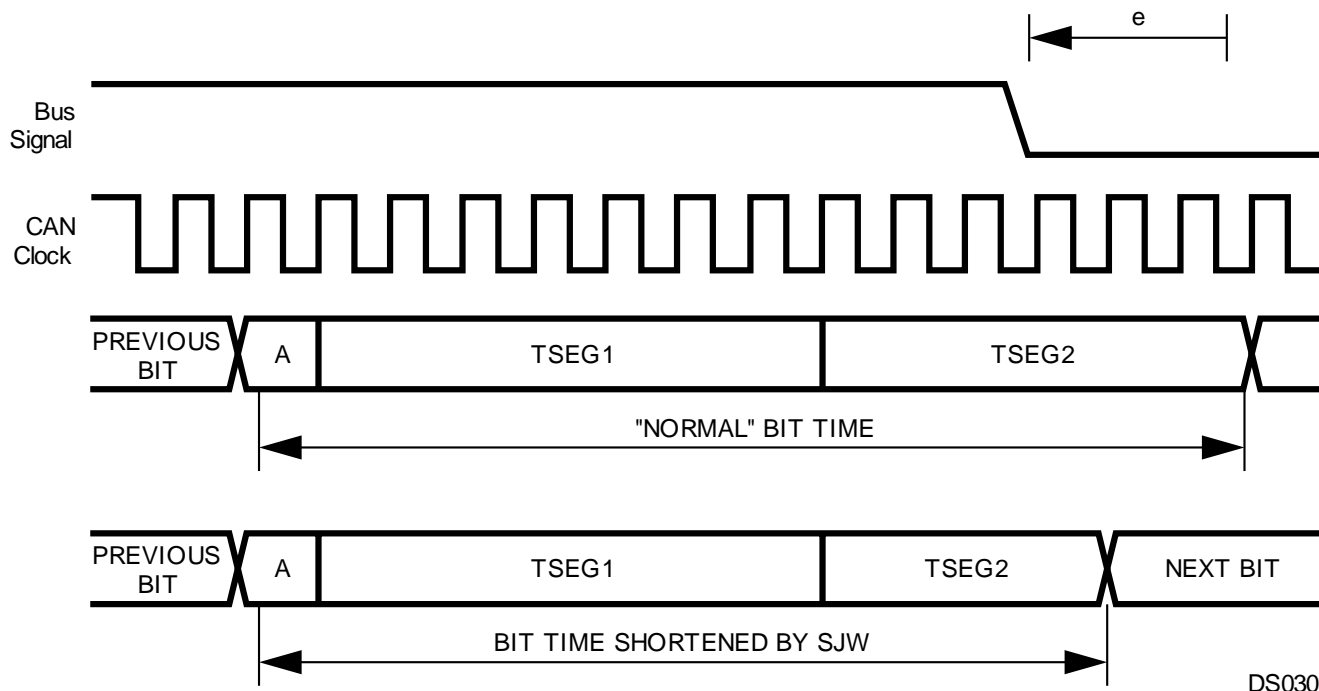 e
Bus
Signal
CAN
Clock
PREVIOUS
BIT
A
TSEG1
TSEG2
"NORMAL" BIT TIME
PREVIOUS
BIT
A
TSEG1
TSEG2
NEXT BIT
BIT TIME SHORTENED BY SJW
DS030